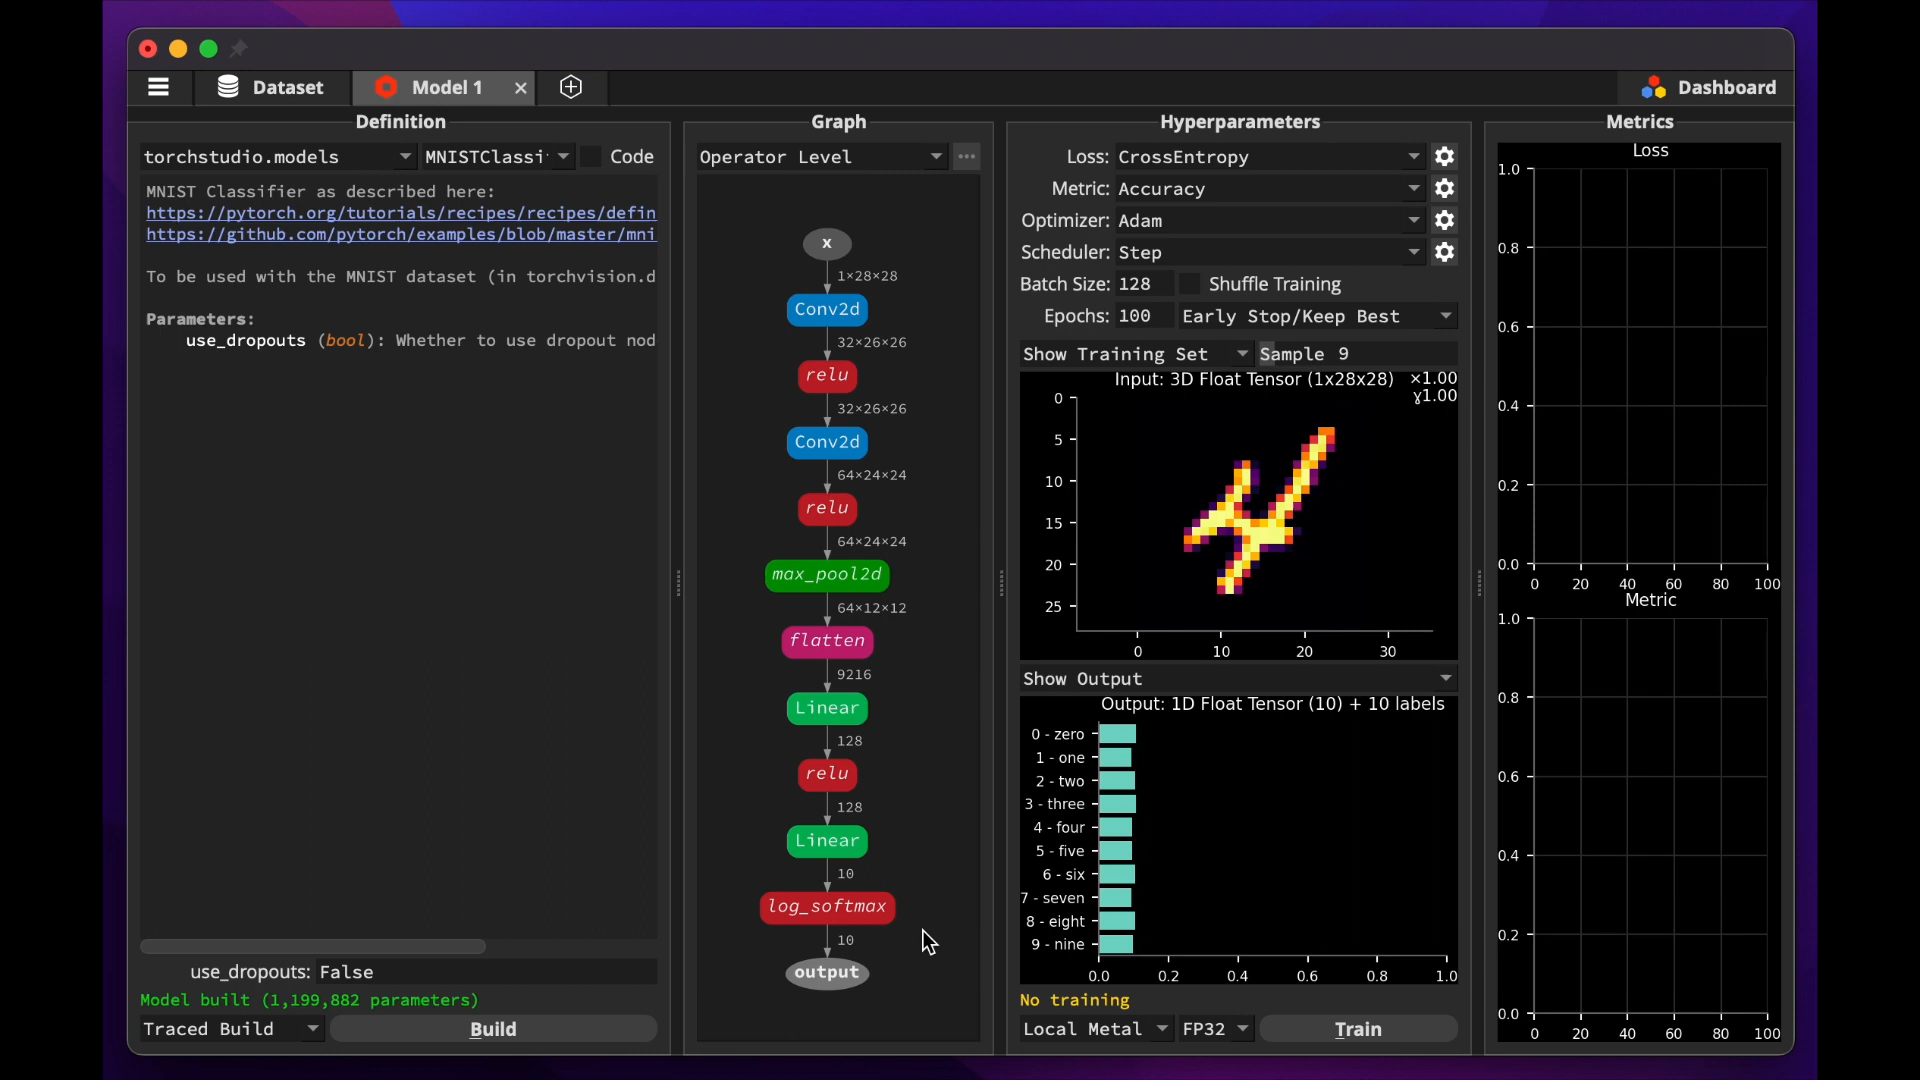 Dataset
Model 1
Dashboard
Definition
torchstudio.models
MNISTClassi
Code
MNIST Classifier as described here:
https://pytorch.org/tutorials/recipes/recipes/defin
https://github.com/pytorch/examples/blob/master/mni
To be used with the MNIST dataset (in torchvision.d
Parameters:
use_dropouts (bool): Whether to use dropout nod
use_dropouts: False
Model built (1,199,882 parameters)
Traced Build
Build
Graph
Operator Level
x
1×28×28
Conv2d
32×26×26
relu
32×26×26
Conv2d
64×24×24
relu
64×24×24
max_pool2d
64×12×12
flatten
9216
Linear
128
relu
128
Linear
10
log_softmax
10
output
Hyperparameters
Loss: CrossEntropy
Metric: Accuracy
Optimizer: Adam
Scheduler: Step
Batch Size: 128 Shuffle Training
Epochs: 100 Early Stop/Keep Best
Show Training Set Sample 9
Input: 3D Float Tensor (1x28x28) ×1.00
γ1.00
0
5
10
15
20
25
0 10 20 30
Show Output
Output: 1D Float Tensor (10) + 10 labels
0 - zero
1 - one
2 - two
3 - three
4 - four
5 - five
6 - six
7 - seven
8 - eight
9 - nine
0.0 0.2 0.4 0.6 0.8 1.0
No training
Local Metal FP32 Train
Metrics
Loss
1.0
0.8
0.6
0.4
0.2
0.0
0 20 40 60 80 100
Metric
1.0
0.8
0.6
0.4
0.2
0.0
0 20 40 60 80 100